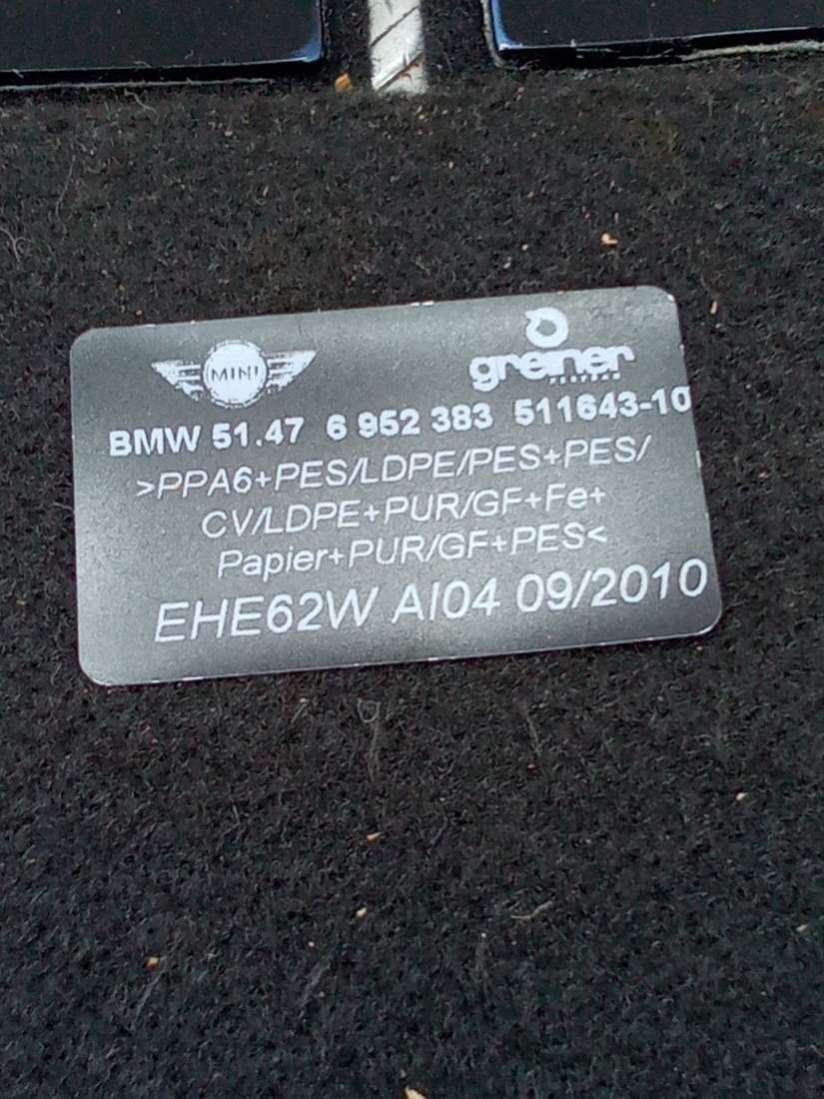 MINI
greiner
BMW 51.47 6 952 383 511643-10
>PPA6+PES/LDPE/PES+PES/
CV/LDPE+PUR/GF+Fe+
Papier+PUR/GF+PES<
EHE62W AI04 09/2010